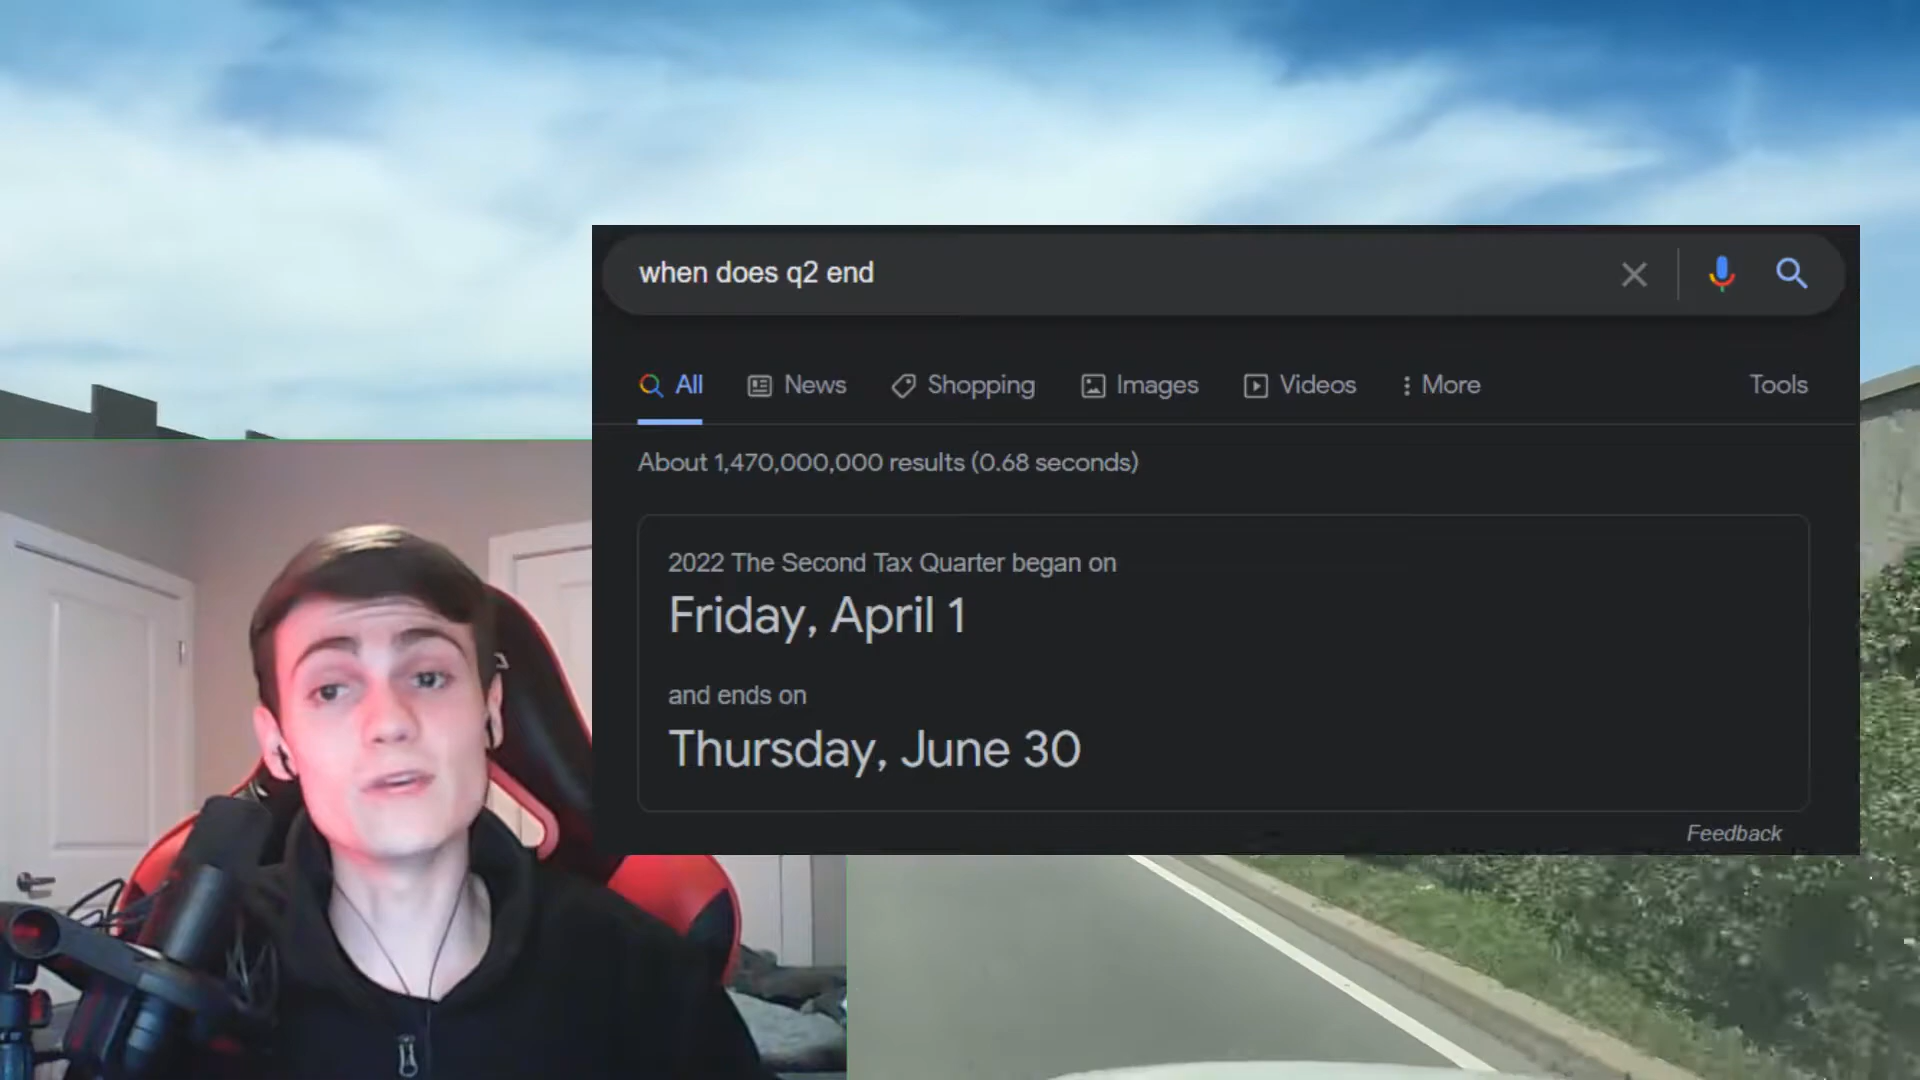 when does q2 end
All News Shopping Images Videos More Tools
About 1,470,000,000 results (0.68 seconds)
2022 The Second Tax Quarter began on
Friday, April 1
and ends on
Thursday, June 30
Feedback